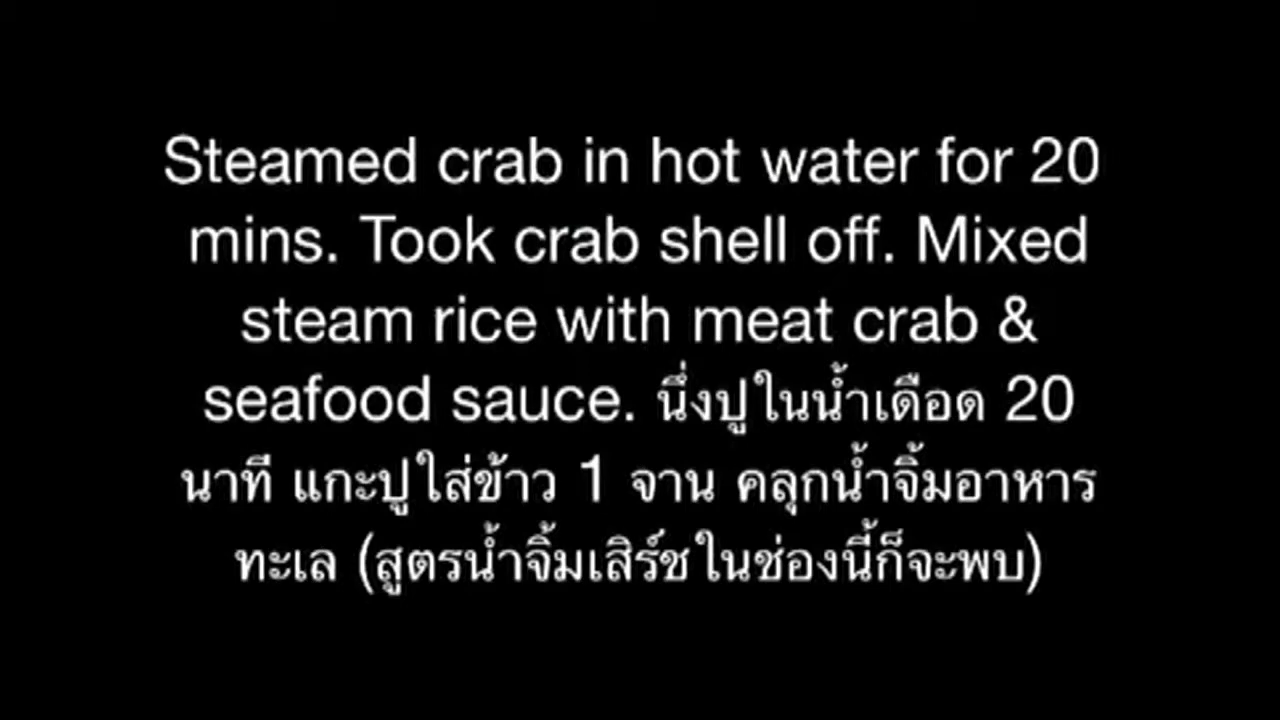 Steamed crab in hot water for 20
mins. Took crab shell off. Mixed
steam rice with meat crab &
seafood sauce. นึ่งปูในน้ำเดือด 20
นาที แกะปูใส่ข้าว 1 จาน คลุกน้ำจิ้มอาหาร
ทะเล (สูตรน้ำจิ้มเสิร์ชในช่องนี้ก็จะพบ)